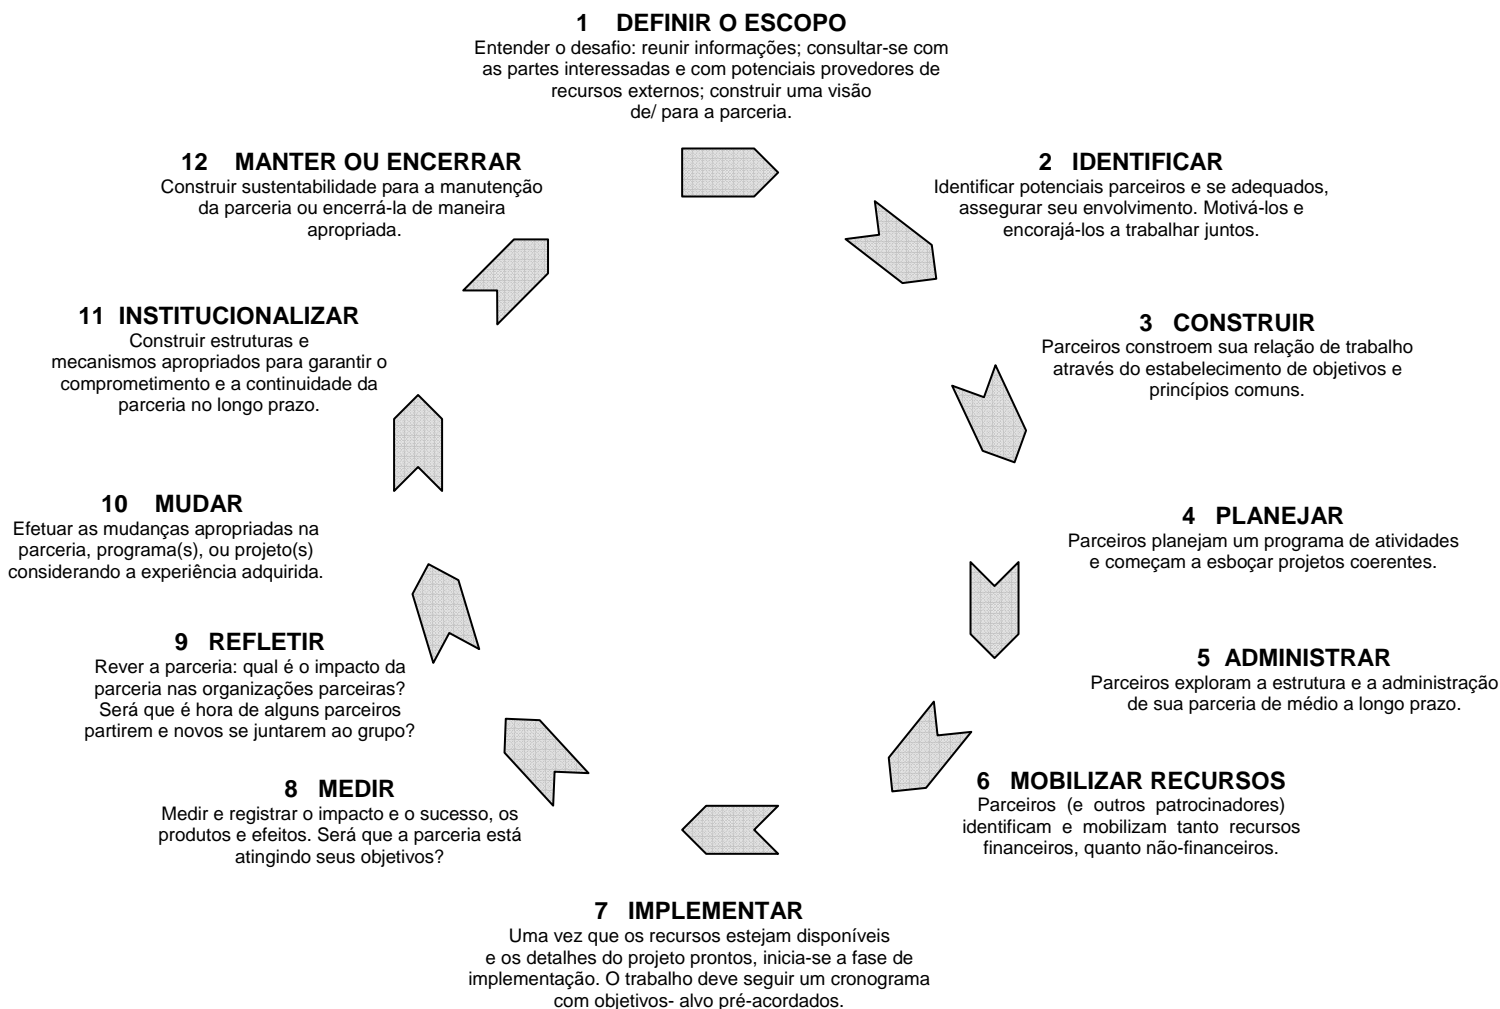 1 DEFINIR O ESCOPO
Entender o desafio: reunir informações; consultar-se com
as partes interessadas e com potenciais provedores de
recursos externos; construir uma visão
de/ para a parceria.
2 IDENTIFICAR
Identificar potenciais parceiros e se adequados,
assegurar seu envolvimento. Motivá-los e
encorajá-los a trabalhar juntos.
3 CONSTRUIR
Parceiros constroem sua relação de trabalho
através do estabelecimento de objetivos e
princípios comuns.
4 PLANEJAR
Parceiros planejam um programa de atividades
e começam a esboçar projetos coerentes.
5 ADMINISTRAR
Parceiros exploram a estrutura e a administração
de sua parceria de médio a longo prazo.
6 MOBILIZAR RECURSOS
Parceiros (e outros patrocinadores)
identificam e mobilizam tanto recursos
financeiros, quanto não-financeiros.
7 IMPLEMENTAR
Uma vez que os recursos estejam disponíveis
e os detalhes do projeto prontos, inicia-se a fase de
implementação. O trabalho deve seguir um cronograma
com objetivos- alvo pré-acordados.
8 MEDIR
Medir e registrar o impacto e o sucesso, os
produtos e efeitos. Será que a parceria está
atingindo seus objetivos?
9 REFLETIR
Rever a parceria: qual é o impacto da
parceria nas organizações parceiras?
Será que é hora de alguns parceiros
partirem e novos se juntarem ao grupo?
10 MUDAR
Efetuar as mudanças apropriadas na
parceria, programa(s), ou projeto(s)
considerando a experiência adquirida.
11 INSTITUCIONALIZAR
Construir estruturas e
mecanismos apropriados para garantir o
comprometimento e a continuidade da
parceria no longo prazo.
12 MANTER OU ENCERRAR
Construir sustentabilidade para a manutenção
da parceria ou encerrá-la de maneira
apropriada.